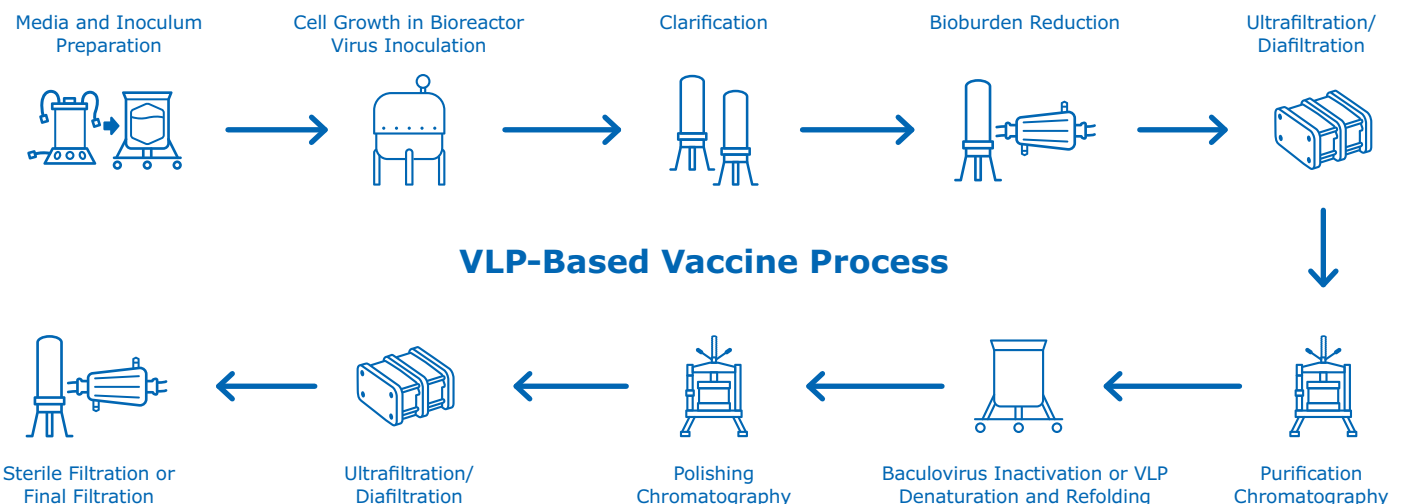 Media and Inoculum
Preparation
Cell Growth in Bioreactor
Virus Inoculation
Clarification
Bioburden Reduction
Ultrafiltration/
Diafiltration
VLP-Based Vaccine Process
Sterile Filtration or
Final Filtration
Ultrafiltration/
Diafiltration
Polishing
Chromatography
Baculovirus Inactivation or VLP
Denaturation and Refolding
Purification
Chromatography